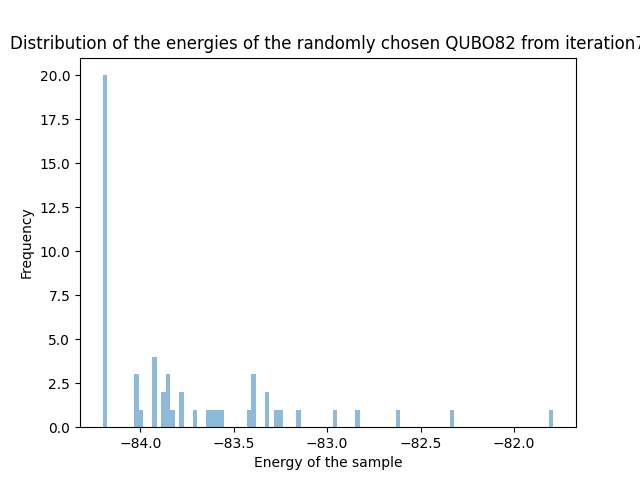 Distribution of the energies of the randomly chosen QUBO82 from iteration7
20.0
17.5
15.0
12.5
10.0
7.5
5.0
2.5
0.0
Frequency
−84.0 −83.5 −83.0 −82.5 −82.0
Energy of the sample